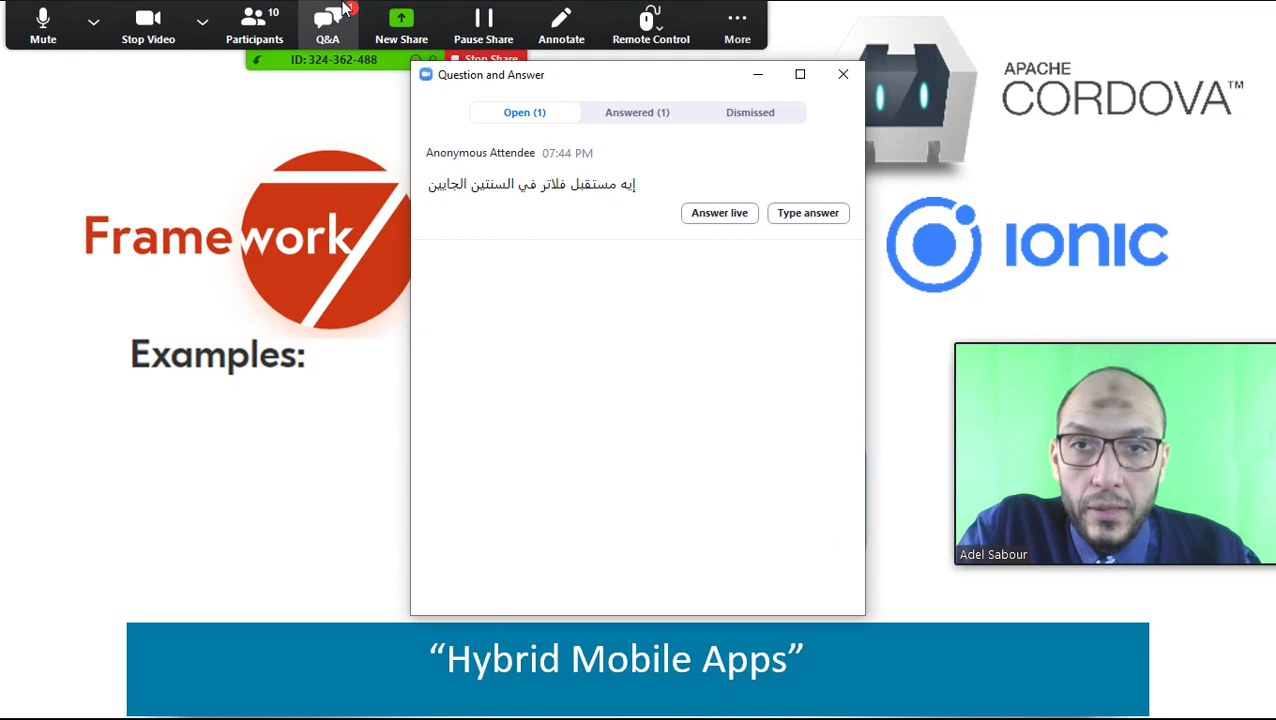 Mute
Stop Video
Participants
10
Q&A
1
New Share
Pause Share
Annotate
Remote Control
More
ID: 324-362-488
Stop Share
Question and Answer
Open (1)
Answered (1)
Dismissed
Anonymous Attendee 07:44 PM
إيه مستقبل فلاتر في السنتين الجايين
Answer live
Type answer
APACHE
CORDOVA™
Framework
IONIC
Examples:
Adel Sabour
“Hybrid Mobile Apps”